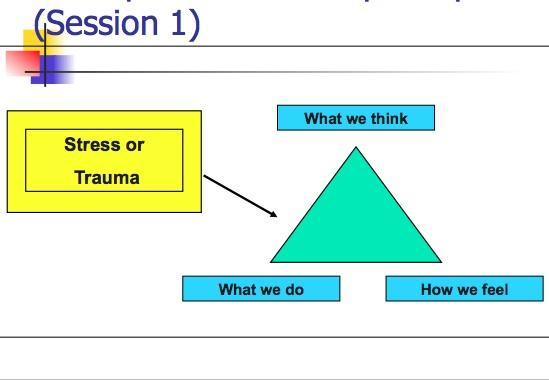 (Session 1)
What we think
Stress or
Trauma
What we do
How we feel